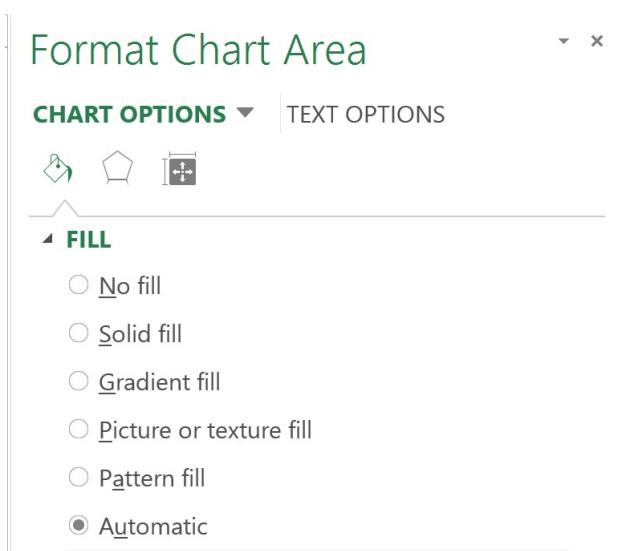 Format Chart Area
CHART OPTIONS TEXT OPTIONS
FILL
No fill
Solid fill
Gradient fill
Picture or texture fill
Pattern fill
Automatic